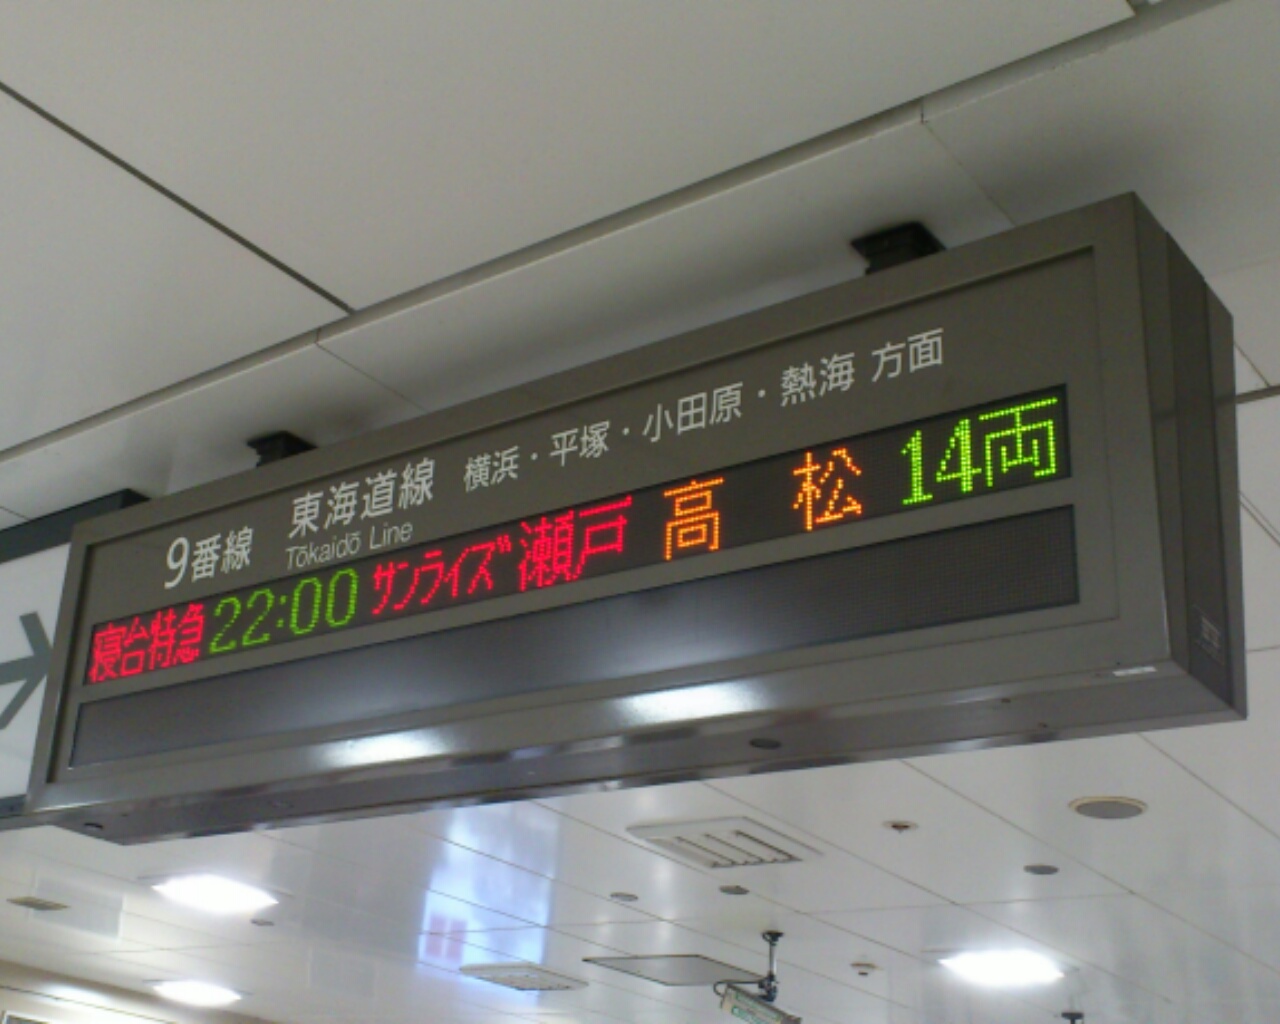 9番線 東海道線 横浜・平塚・小田原・熱海 方面
Tōkaidō Line
寝台特急 22:00 サンライズ瀬戸 高松 14両